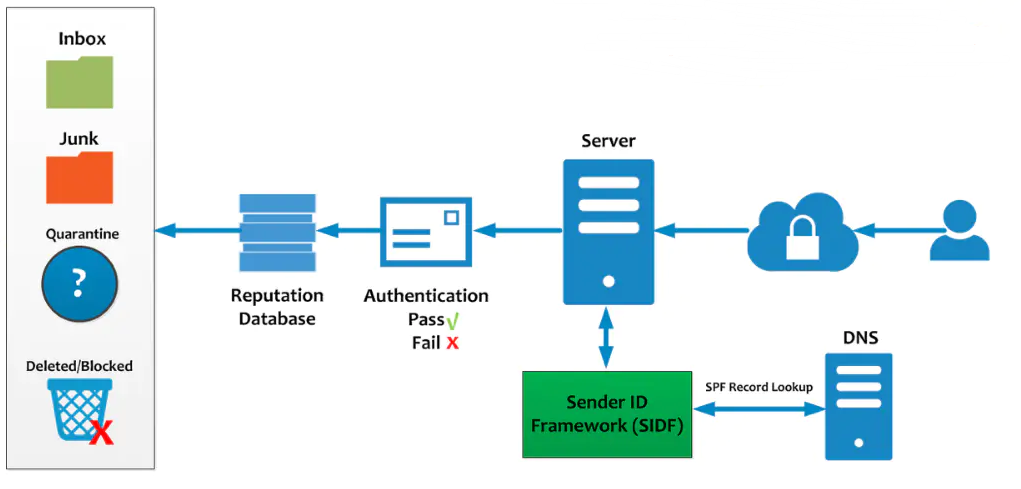 Inbox
Junk
Quarantine
?
Deleted/Blocked
Reputation
Database
Authentication
Pass√
Fail X
Server
Sender ID
Framework (SIDF)
SPF Record Lookup
DNS